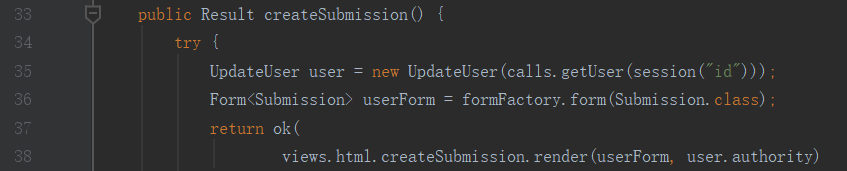 33 public Result createSubmission() {
34 try {
35 UpdateUser user = new UpdateUser(calls.getUser(session("id")));
36 Form<Submission> userForm = formFactory.form(Submission.class);
37 return ok(
38 views.html.createSubmission.render(userForm, user.authority)